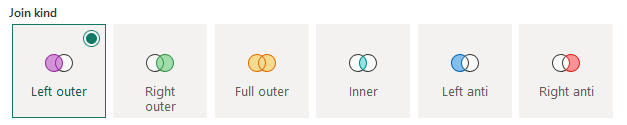 Join kind
Left outer
Right
outer
Full outer
Inner
Left anti
Right anti